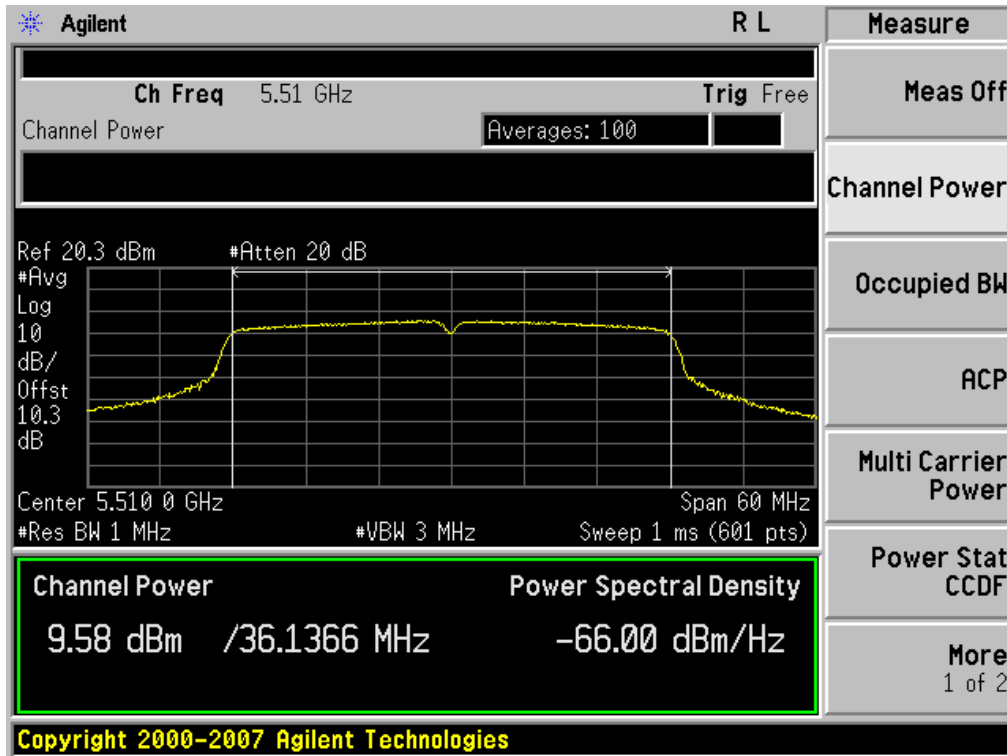 Agilent
R L
Ch Freq 5.51 GHz
Trig Free
Channel Power
Averages: 100
Ref 20.3 dBm #Atten 20 dB
#Avg
Log
10
dB/
Offst
10.3
dB
Center 5.510 0 GHz
Span 60 MHz
#Res BW 1 MHz
#VBW 3 MHz
Sweep 1 ms (601 pts)
Channel Power
Power Spectral Density
9.58 dBm /36.1366 MHz
-66.00 dBm/Hz
Copyright 2000-2007 Agilent Technologies
Measure
Meas Off
Channel Power
Occupied BW
ACP
Multi Carrier
Power
Power Stat
CCDF
More
1 of 2